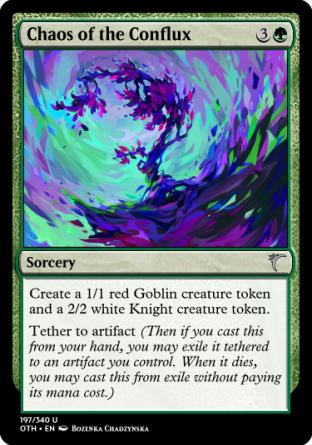 Chaos of the Conflux 3
Sorcery
Create a 1/1 red Goblin creature token
and a 2/2 white Knight creature token.
Tether to artifact (Then if you cast this
from your hand, you may exile it tethered
to an artifact you control. When it dies,
you may cast this from exile without paying
its mana cost.)
197/340 U
OTH • EN Bozenka Chadzynska